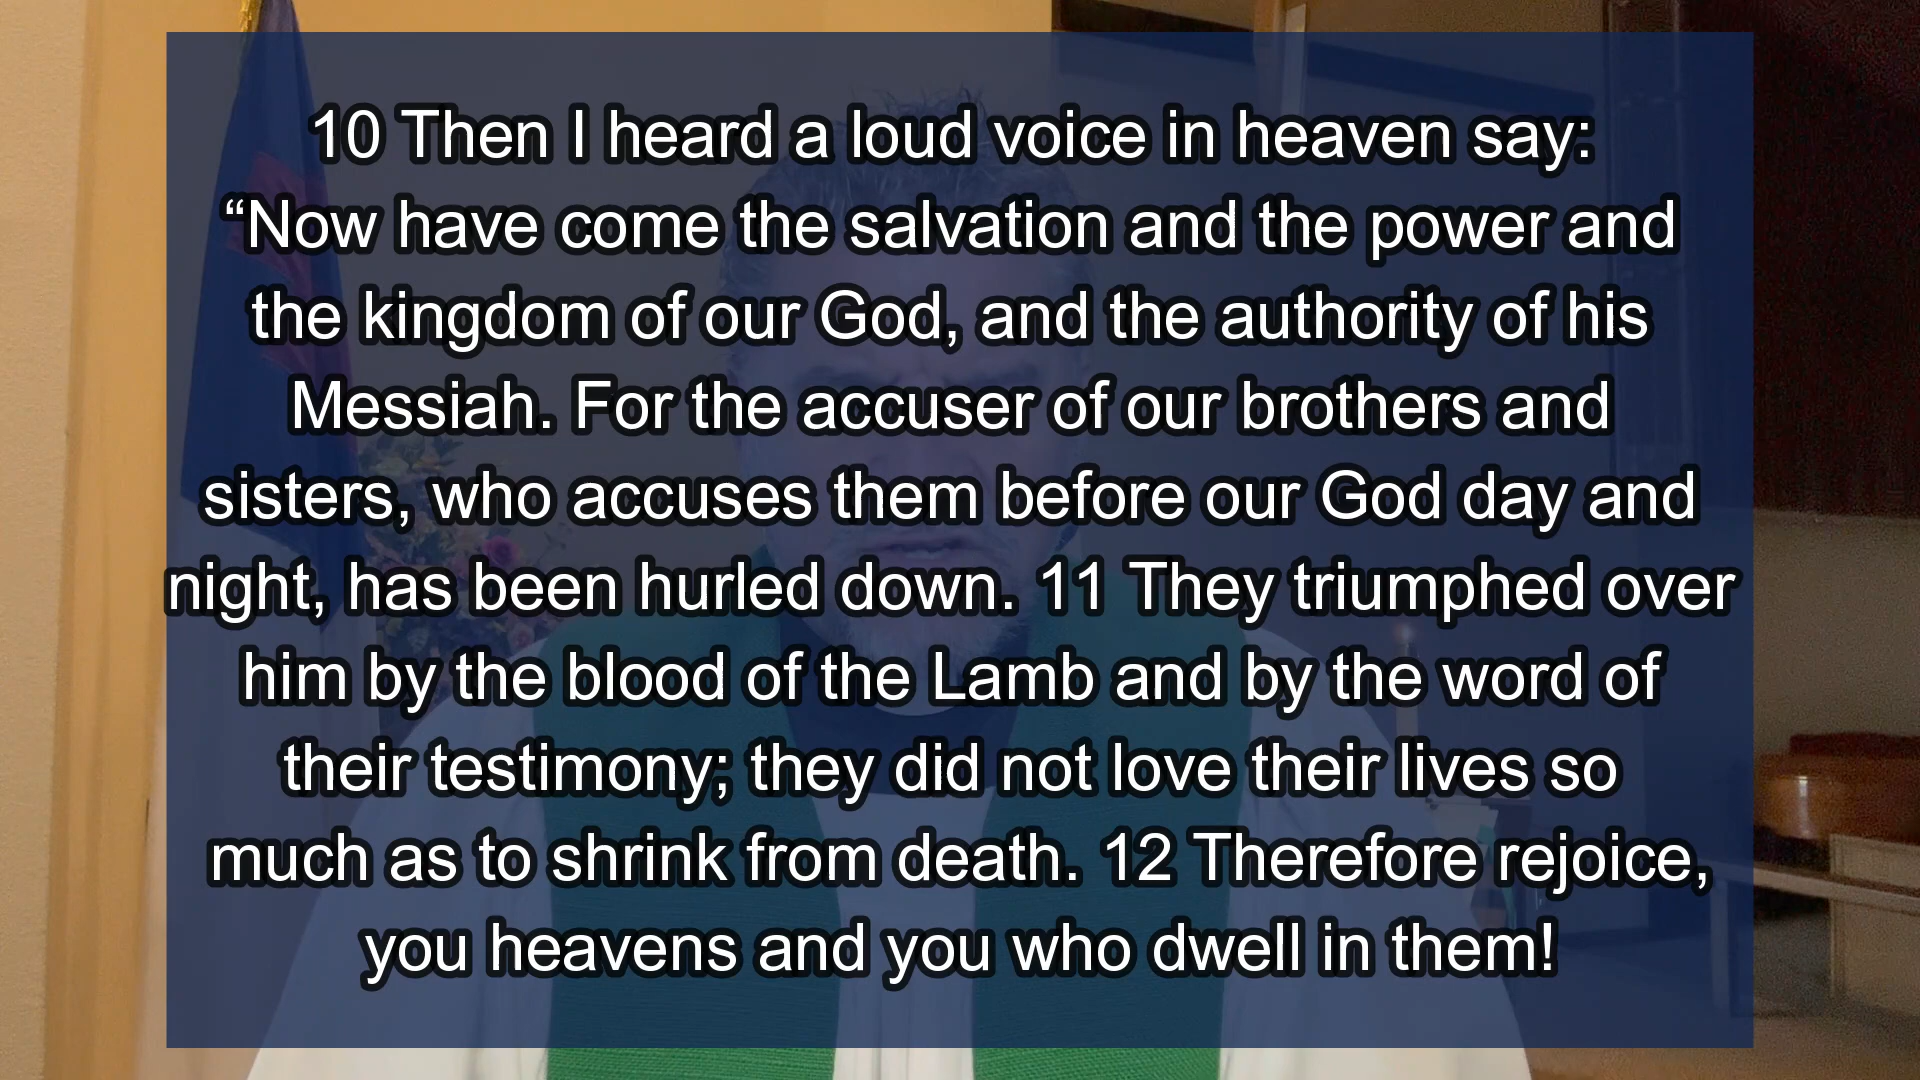 10 Then I heard a loud voice in heaven say:
“Now have come the salvation and the power and
the kingdom of our God, and the authority of his
Messiah. For the accuser of our brothers and
sisters, who accuses them before our God day and
night, has been hurled down. 11 They triumphed over
him by the blood of the Lamb and by the word of
their testimony; they did not love their lives so
much as to shrink from death. 12 Therefore rejoice,
you heavens and you who dwell in them!